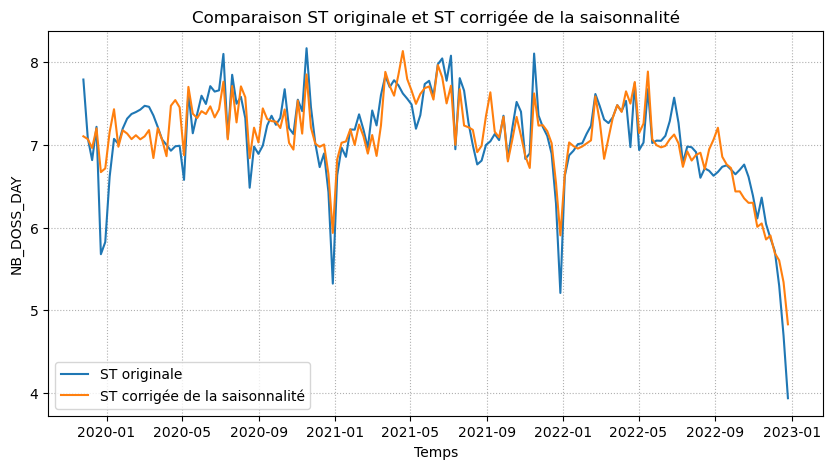 Comparaison ST originale et ST corrigée de la saisonnalité
NB_DOSS_DAY
8
7
6
5
4
ST originale
ST corrigée de la saisonnalité
2020-01 2020-05 2020-09 2021-01 2021-05 2021-09 2022-01 2022-05 2022-09 2023-01
Temps